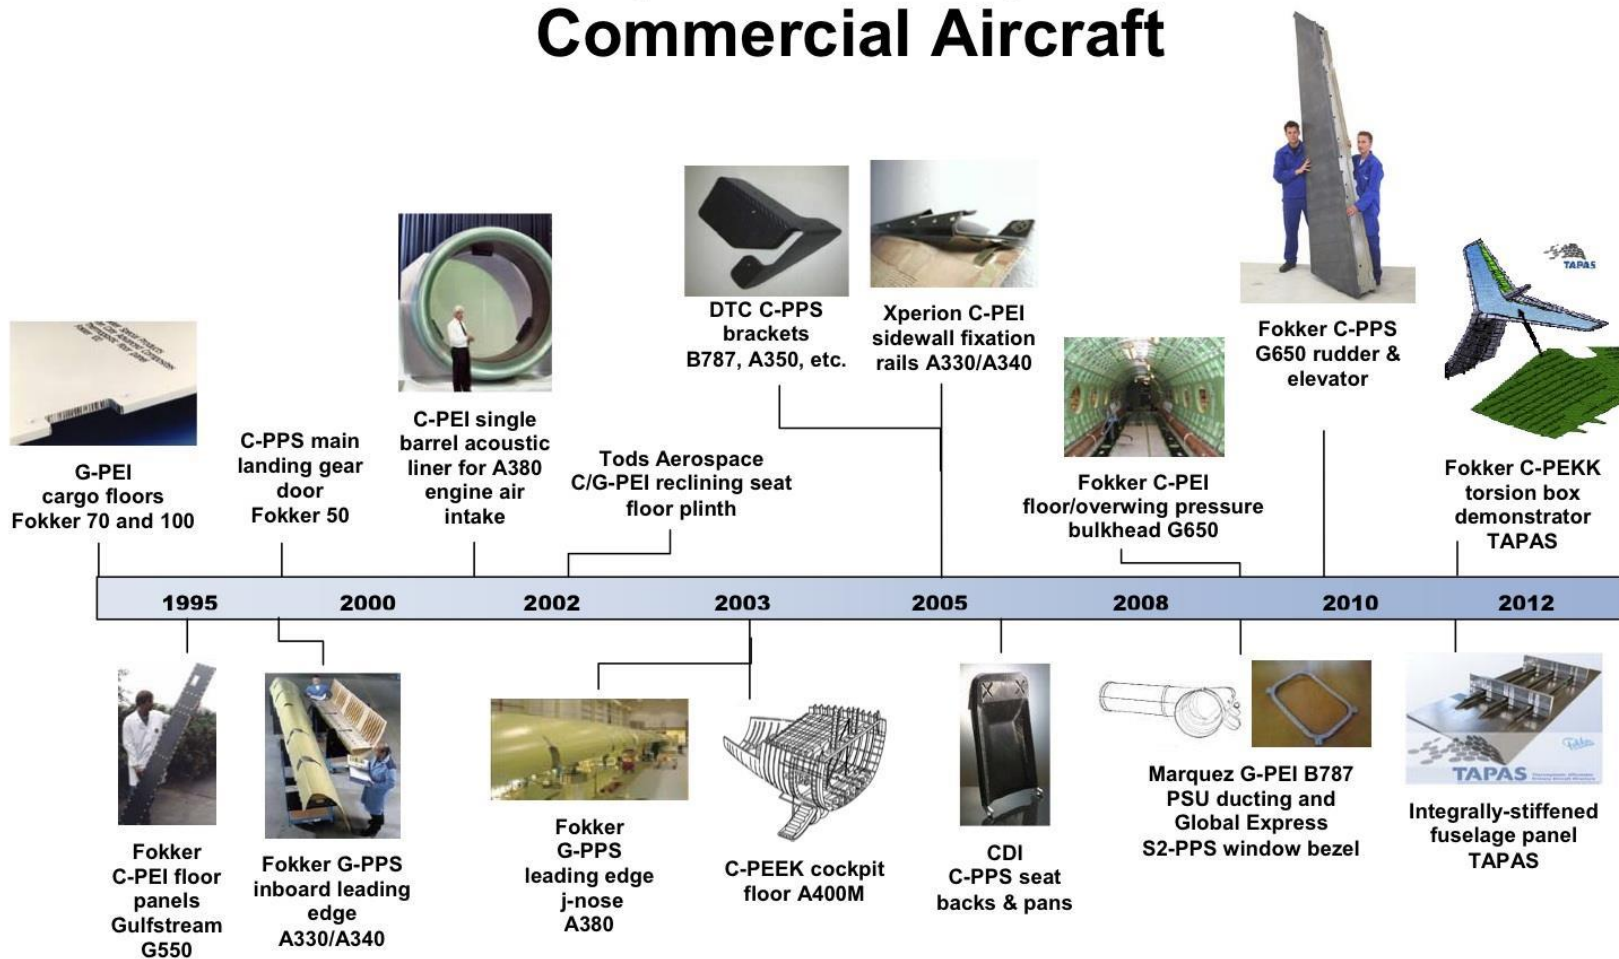 Commercial Aircraft
TAPAS
DTC C-PPS
brackets
B787, A350, etc.
Xperion C-PEI
sidewall fixation
rails A330/A340
Fokker C-PPS
G650 rudder &
elevator
C-PEI single
barrel acoustic
liner for A380
engine air
intake
C-PPS main
landing gear
door
Fokker 50
Tods Aerospace
C/G-PEI reclining seat
floor plinth
G-PEI
cargo floors
Fokker 70 and 100
Fokker C-PEI
floor/overwing pressure
bulkhead G650
Fokker C-PEKK
torsion box
demonstrator
TAPAS
1995 2000 2002 2003 2005 2008 2010 2012
Fokker
C-PEI floor
panels
Gulfstream
G550
Fokker G-PPS
inboard leading
edge
A330/A340
Fokker
G-PPS
leading edge
j-nose
A380
C-PEEK cockpit
floor A400M
CDI
C-PPS seat
backs & pans
Marquez G-PEI B787
PSU ducting and
Global Express
S2-PPS window bezel
TAPAS
Integrally-stiffened
fuselage panel
TAPAS